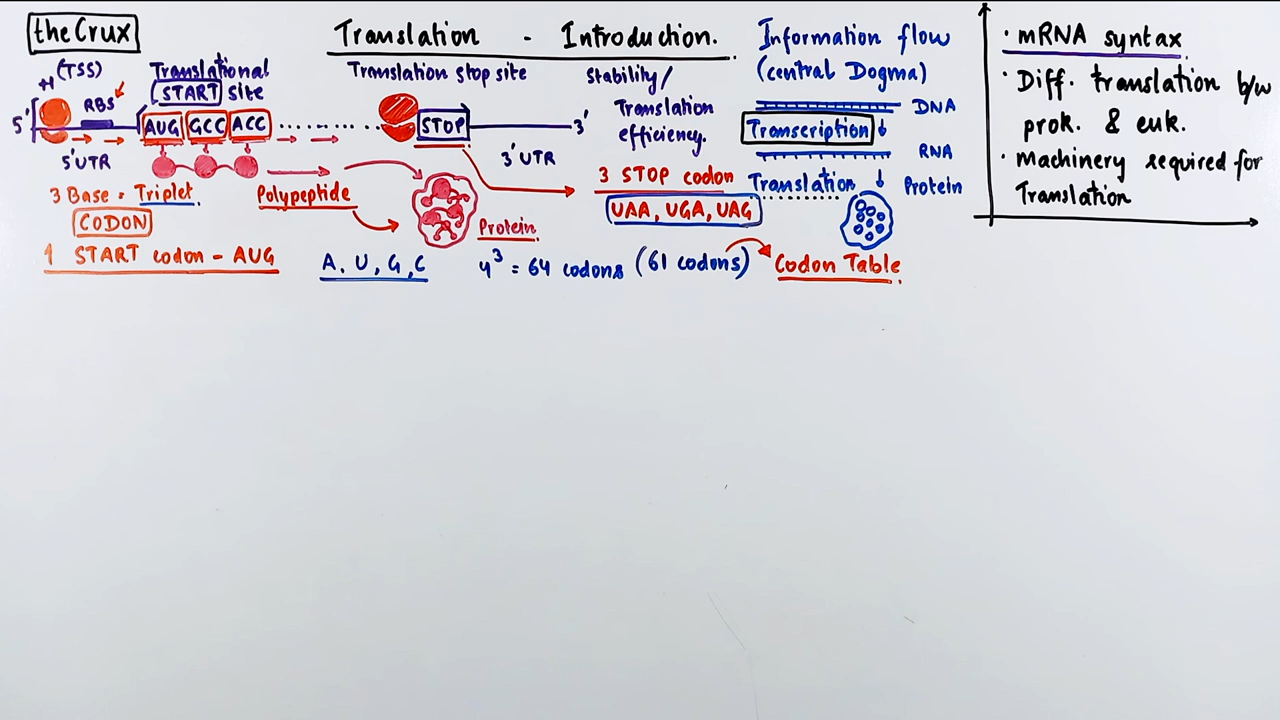 the Crux
Translation - Introduction.
+1 (TSS)
RBS
5'
5'UTR
Translational
START site
AUG GCC ACC
Translation stop site
STOP
3'
3'UTR
Stability/
Translation
efficiency.
3 Base = Triplet.
CODON
1 START codon - AUG
Polypeptide
Protein.
3 STOP codon
UAA, UGA, UAG
A, U, G, C
4³ = 64 codons (61 codons)
Codon Table
Information flow
(central Dogma)
DNA
Transcription
RNA
Translation
Protein
· mRNA syntax
· Diff. translation b/w
prok. & euk.
· Machinery required for
Translation